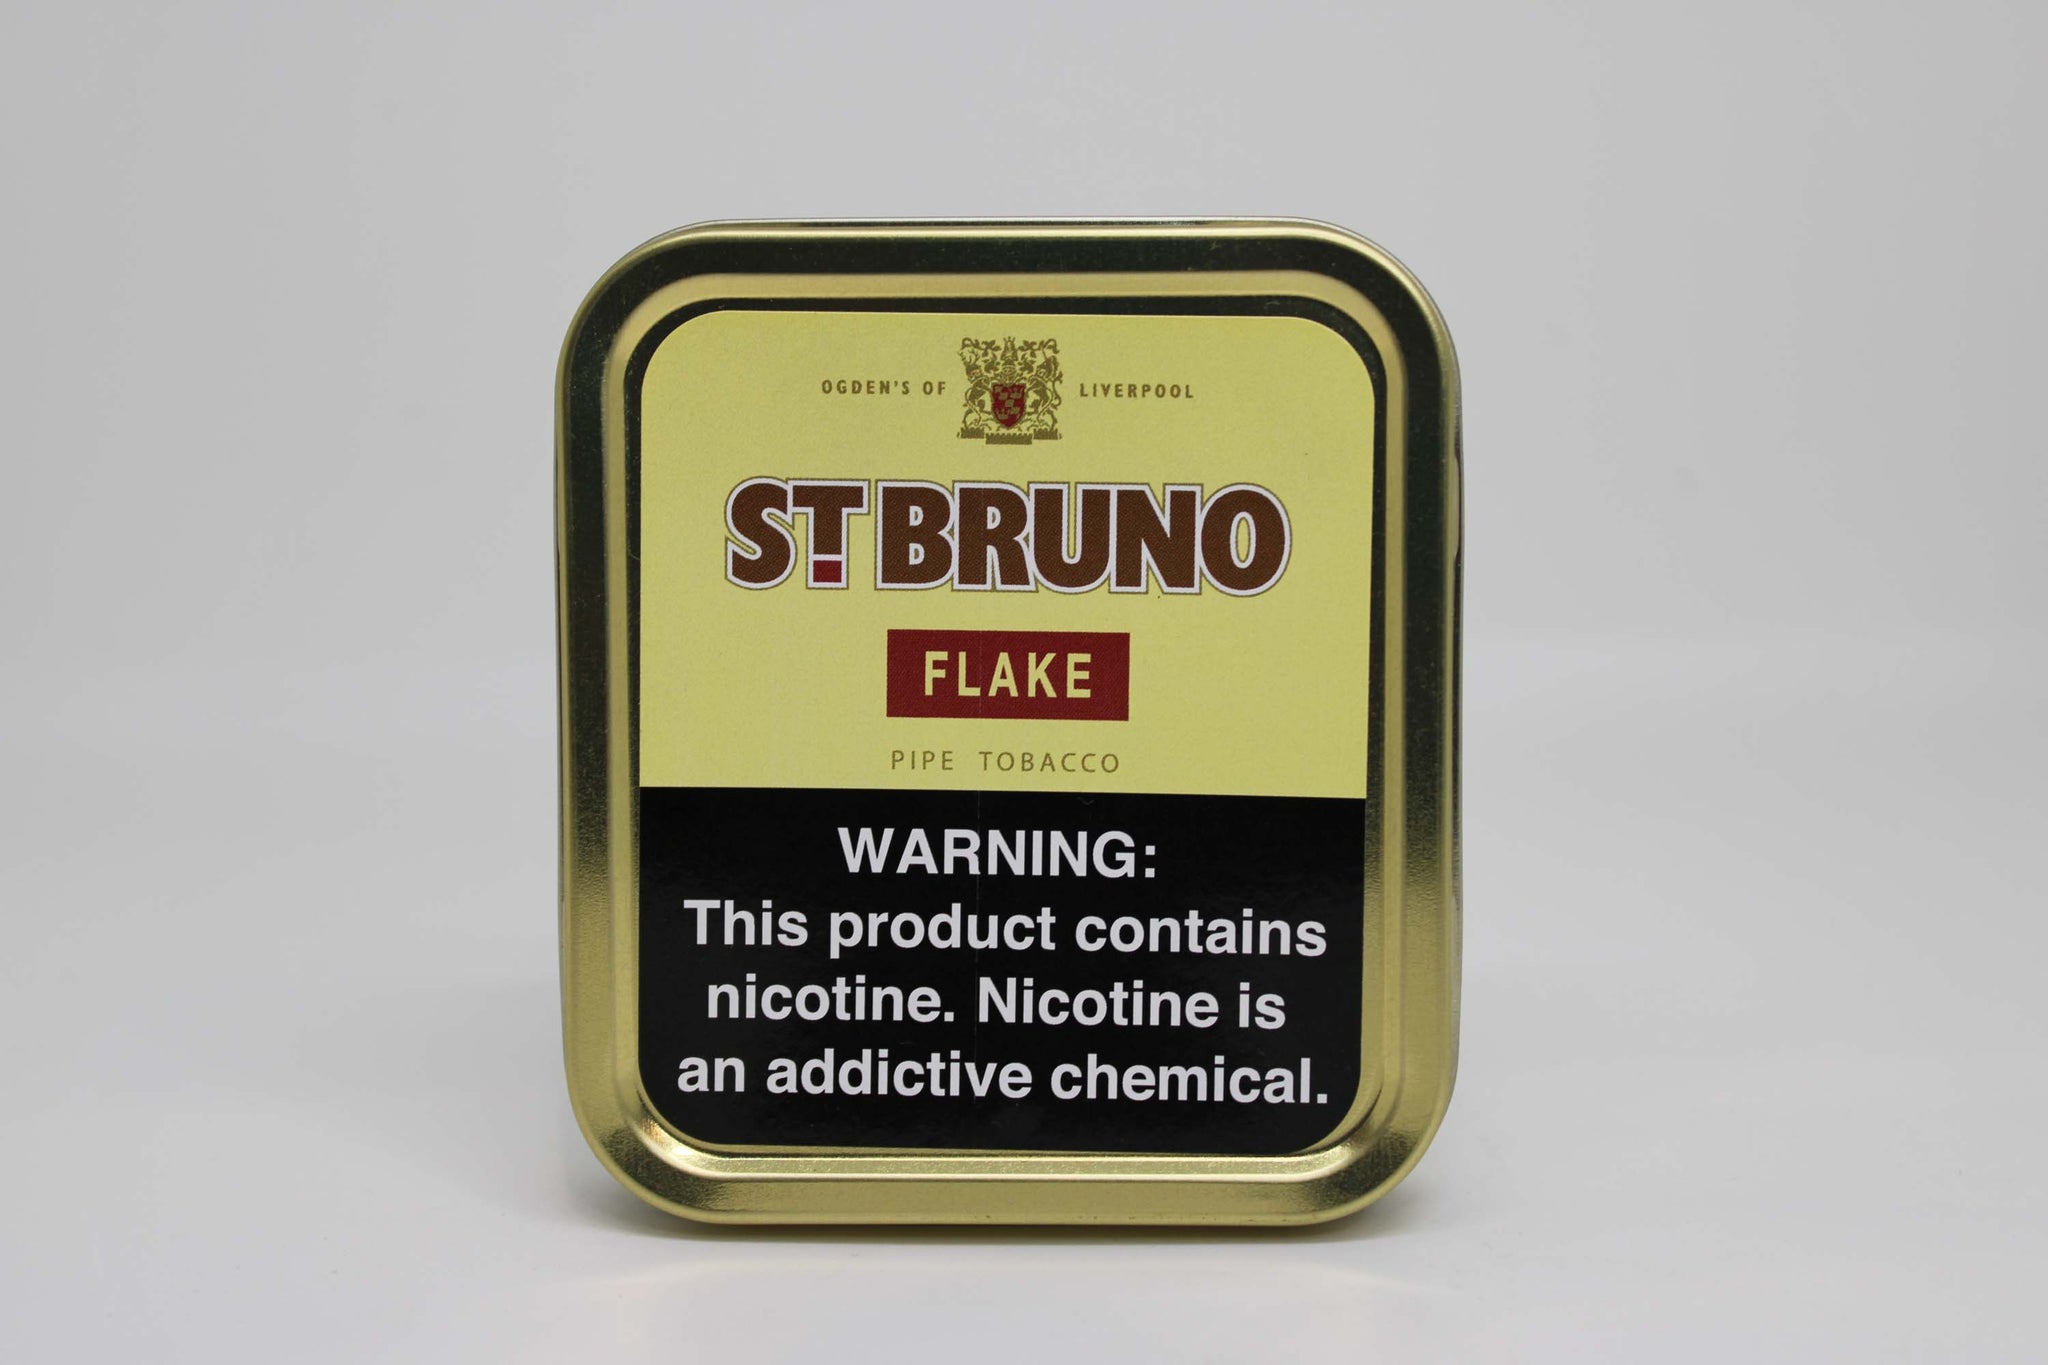 OGDEN'S OF LIVERPOOL
ST BRUNO
FLAKE
PIPE TOBACCO
WARNING:
This product contains
nicotine. Nicotine is
an addictive chemical.